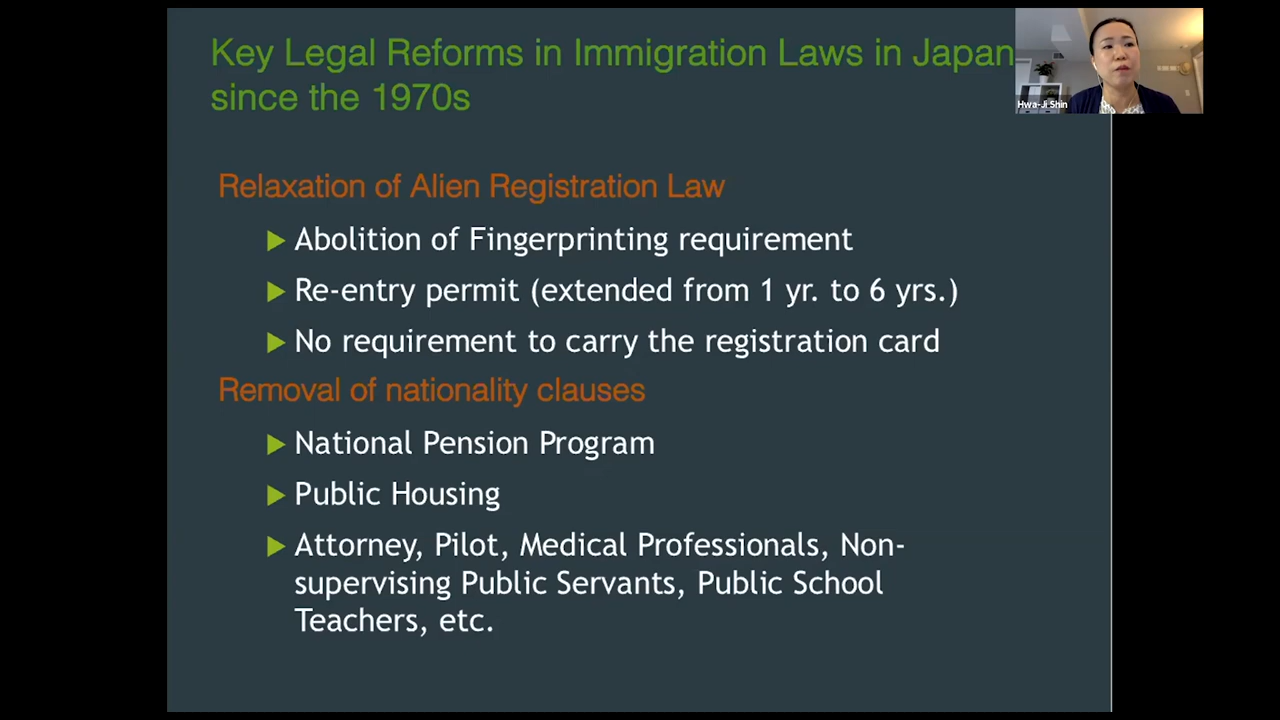 Key Legal Reforms in Immigration Laws in Japan
since the 1970s
Hwa-Ji Shin
Relaxation of Alien Registration Law
Abolition of Fingerprinting requirement
Re-entry permit (extended from 1 yr. to 6 yrs.)
No requirement to carry the registration card
Removal of nationality clauses
National Pension Program
Public Housing
Attorney, Pilot, Medical Professionals, Non-
supervising Public Servants, Public School
Teachers, etc.